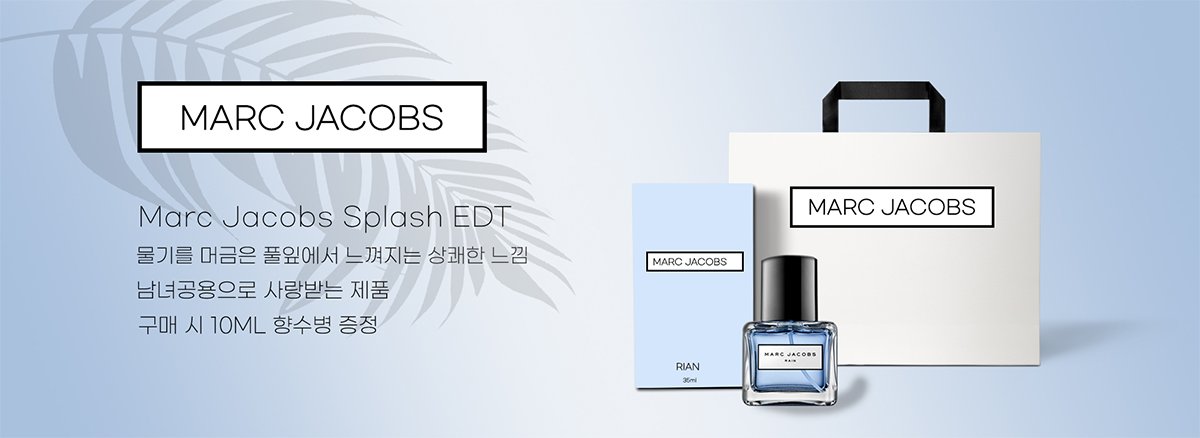 MARC JACOBS
Marc Jacobs Splash EDT
물기를 머금은 풀잎에서 느껴지는 상쾌한 느낌
남녀공용으로 사랑받는 제품
구매 시 10ML 향수병 증정
MARC JACOBS
MARC JACOBS
RIAN
35ml
MARC JACOBS
RAIN